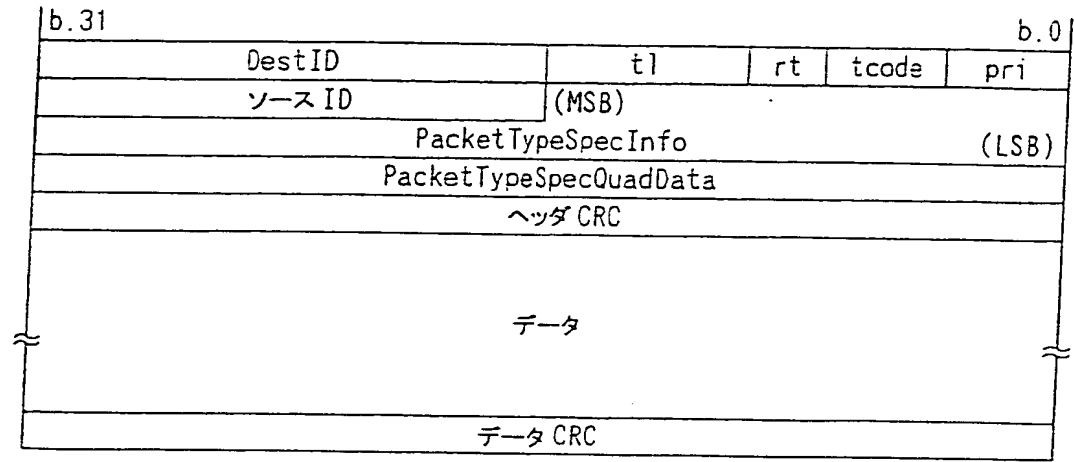 b.31 b.0
DestID tl rt tcode pri
ソース ID (MSB)
PacketTypeSpecInfo (LSB)
PacketTypeSpecQuadData
ヘッダ CRC
データ
データ CRC